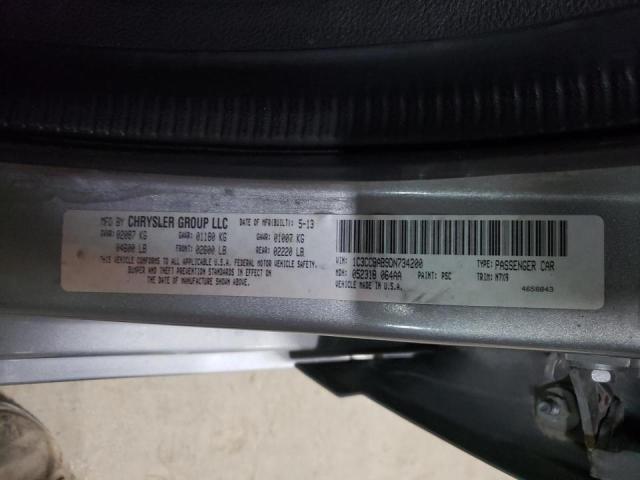 MFD BY CHRYSLER GROUP LLC DATE OF MFR(BUILT): 5-13
GVWR 02087 KG GAWR: 01180 KG GAWR: 01007 KG
04600 LB FRONT: 02600 LB REAR: 02220 LB
THIS VEHICLE CONFORMS TO ALL APPLICABLE U.S.A. FEDERAL MOTOR VEHICLE SAFETY,
BUMPER AND THEFT PREVENTION STANDARDS IN EFFECT ON
THE DATE OF MANUFACTURE SHOWN ABOVE.
VIN: 1C3CCBAB9DN734200 TYPE: PASSENGER CAR
MDH: 052318 064AA PAINT: PSC TRIM: N7X9
VEHICLE MADE IN U.S.A.
4656843